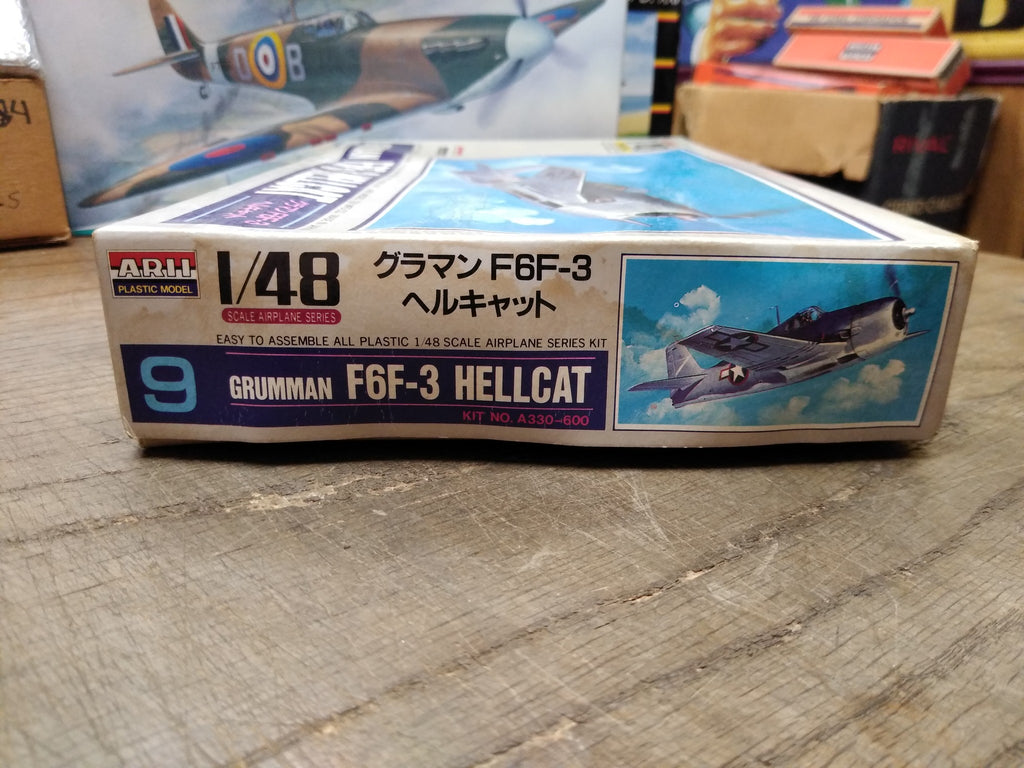 ARII
PLASTIC MODEL
1/48
SCALE AIRPLANE SERIES
グラマン F6F-3
ヘルキャット
EASY TO ASSEMBLE ALL PLASTIC 1/48 SCALE AIRPLANE SERIES KIT
9
GRUMMAN F6F-3 HELLCAT
KIT NO. A330-600
D B
RIVAL